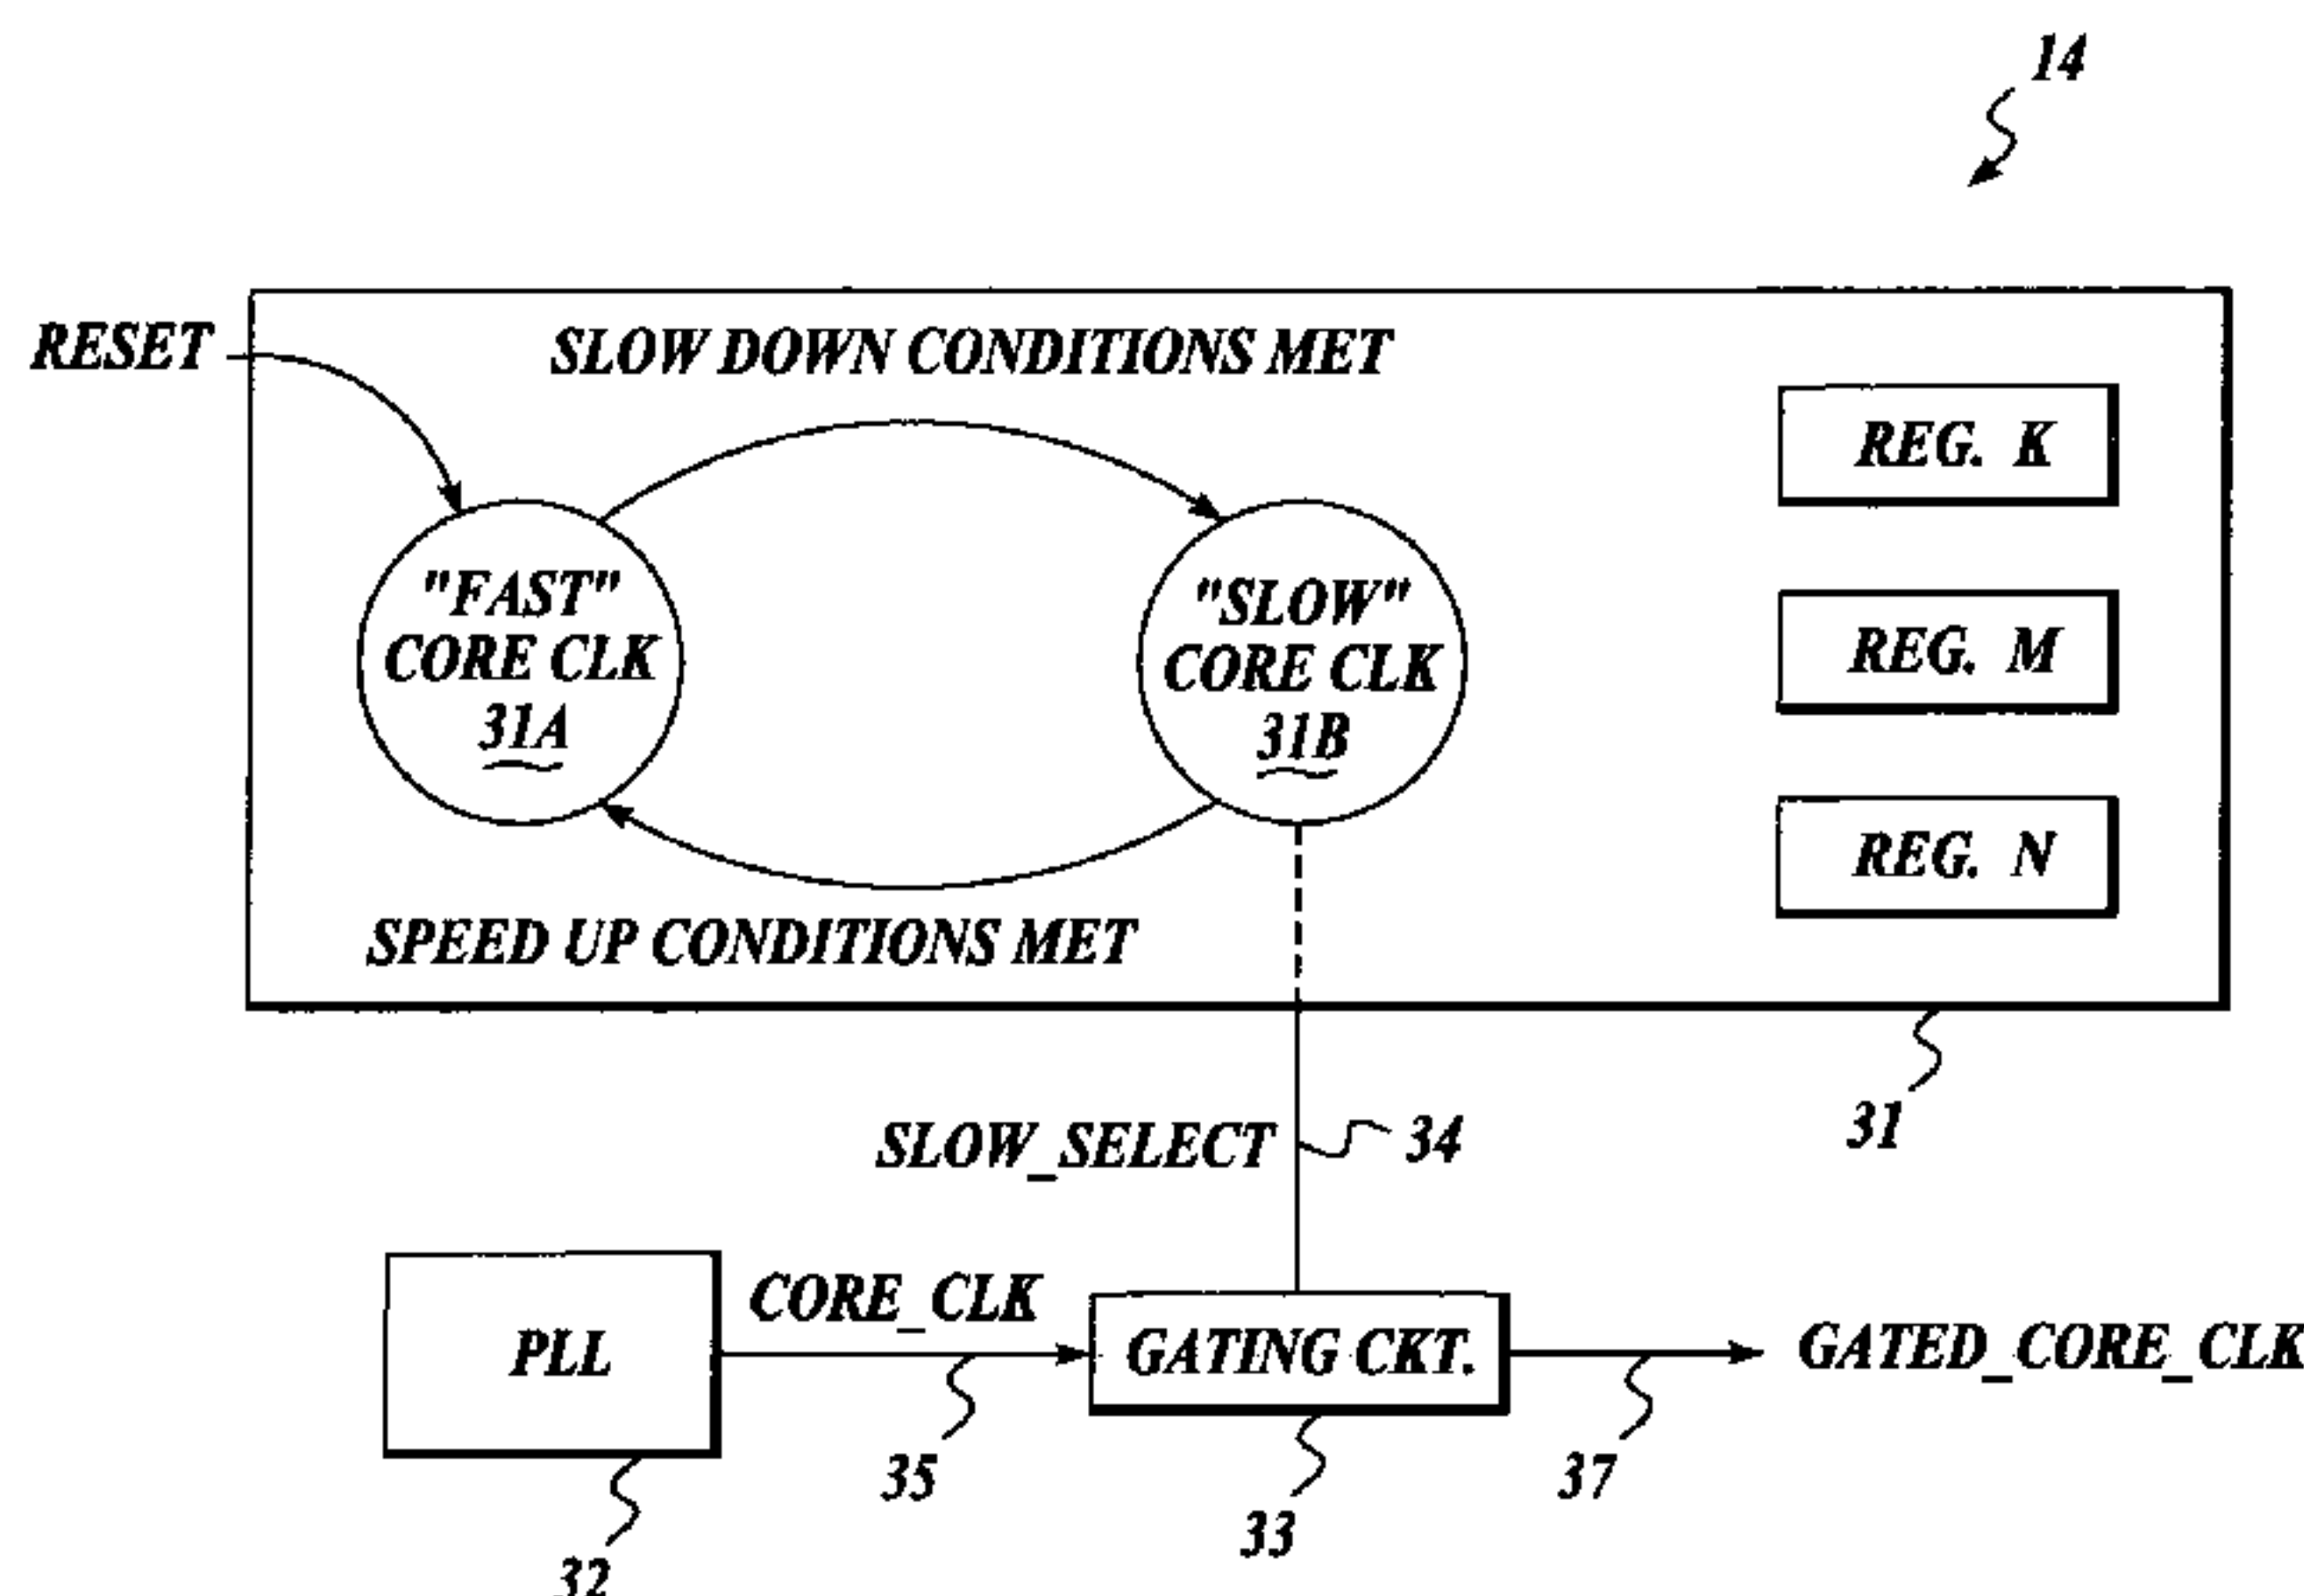 14
RESET
SLOW DOWN CONDITIONS MET
REG. K
"FAST"
CORE CLK
31A
"SLOW"
CORE CLK
31B
REG. M
REG. N
SPEED UP CONDITIONS MET
31
SLOW_SELECT
34
PLL
CORE_CLK
GATING CKT.
GATED_CORE_CLK
35
37
33
32